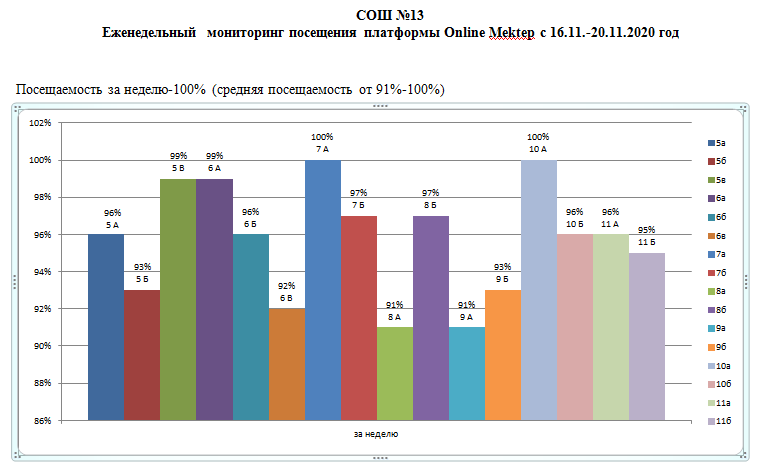 СОШ №13
Еженедельный мониторинг посещения платформы Online Mektep с 16.11.-20.11.2020 год
Посещаемость за неделю-100% (средняя посещаемость от 91%-100%)
102%
100%
98%
96%
94%
92%
90%
88%
86%
96%
5 А
93%
5 Б
99%
5 В
99%
6 А
96%
6 Б
92%
6 В
100%
7 А
97%
7 Б
91%
8 А
97%
8 Б
91%
9 А
93%
9 Б
100%
10 А
96%
10 Б
96%
11 А
95%
11 Б
за неделю
5а
5б
5в
6а
6б
6в
7а
7б
8а
8б
9а
9б
10а
10б
11а
11б